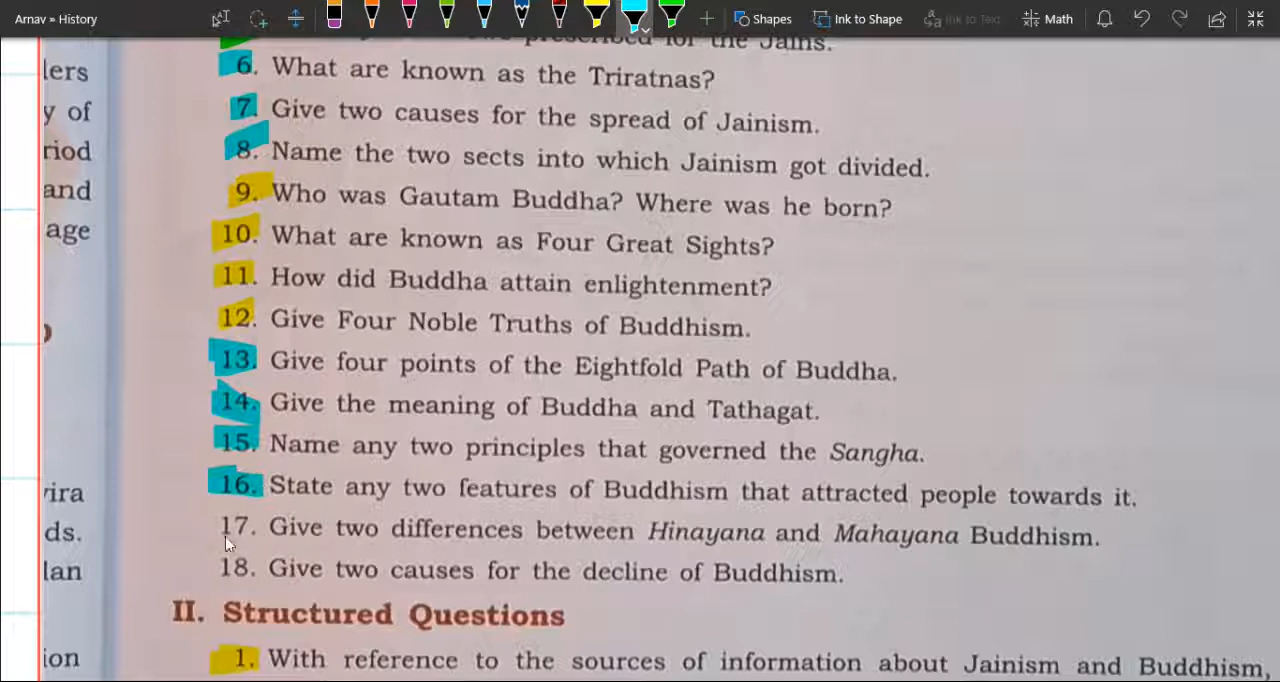 Arnav » History
Shapes
Ink to Shape
Ink to Text
Math
prescribed for the Jains.
lers
6. What are known as the Triratnas?
y of
7. Give two causes for the spread of Jainism.
riod
8. Name the two sects into which Jainism got divided.
and
9. Who was Gautam Buddha? Where was he born?
age
10. What are known as Four Great Sights?
11. How did Buddha attain enlightenment?
12. Give Four Noble Truths of Buddhism.
13. Give four points of the Eightfold Path of Buddha.
14. Give the meaning of Buddha and Tathagat.
15. Name any two principles that governed the Sangha.
vira
16. State any two features of Buddhism that attracted people towards it.
ds.
17. Give two differences between Hinayana and Mahayana Buddhism.
lan
18. Give two causes for the decline of Buddhism.
II. Structured Questions
ion
1. With reference to the sources of information about Jainism and Buddhism,